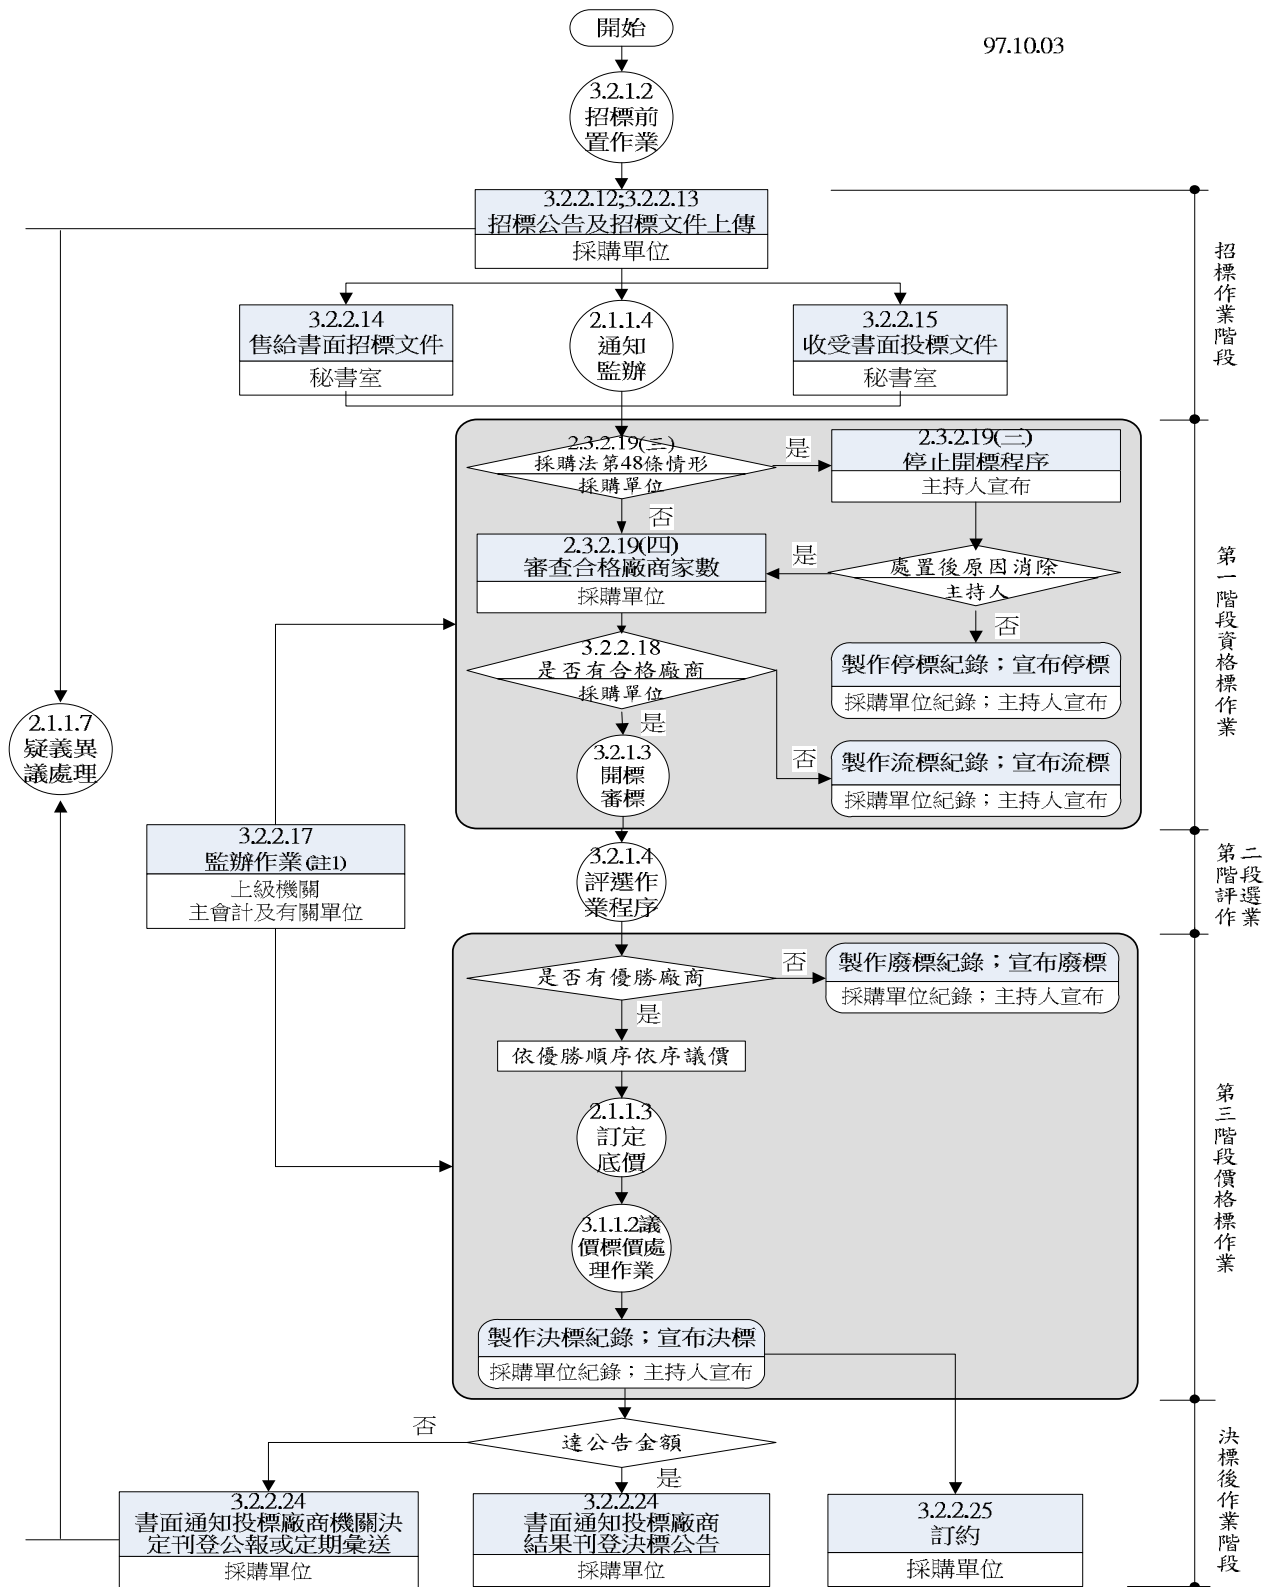 開始
97.10.03
3.2.1.2
招標前
置作業
3.2.2.12;3.2.2.13
招標公告及招標文件上傳
採購單位
招標作業階段
3.2.2.14
售給書面招標文件
秘書室
2.1.1.4
通知
監辦
3.2.2.15
收受書面投標文件
秘書室
2.3.2.19(三)
採購法第48條情形
採購單位
是
2.3.2.19(三)
停止開標程序
主持人宣布
否
2.3.2.19(四)
審查合格廠商家數
採購單位
是
處置後原因消除
主持人
否
第一階段資格標作業
3.2.2.18
是否有合格廠商
採購單位
製作停標紀錄；宣布停標
採購單位紀錄；主持人宣布
是
2.1.1.7
疑義異
議處理
3.2.1.3
開標
審標
否
製作流標紀錄；宣布流標
採購單位紀錄；主持人宣布
3.2.2.17
監辦作業(註1)
上級機關
主會計及有關單位
3.2.1.4
評選作
業程序
第二階段評選作業
是否有優勝廠商
否
製作廢標紀錄；宣布廢標
採購單位紀錄；主持人宣布
是
依優勝順序依序議價
2.1.1.3
訂定
底價
第三階段價格標作業
3.1.1.2議
價標價處
理作業
製作決標紀錄；宣布決標
採購單位紀錄；主持人宣布
否
達公告金額
是
決標後作業階段
3.2.2.24
書面通知投標廠商機關決
定刊登公報或定期彙送
採購單位
3.2.2.24
書面通知投標廠商
結果刊登決標公告
採購單位
3.2.2.25
訂約
採購單位